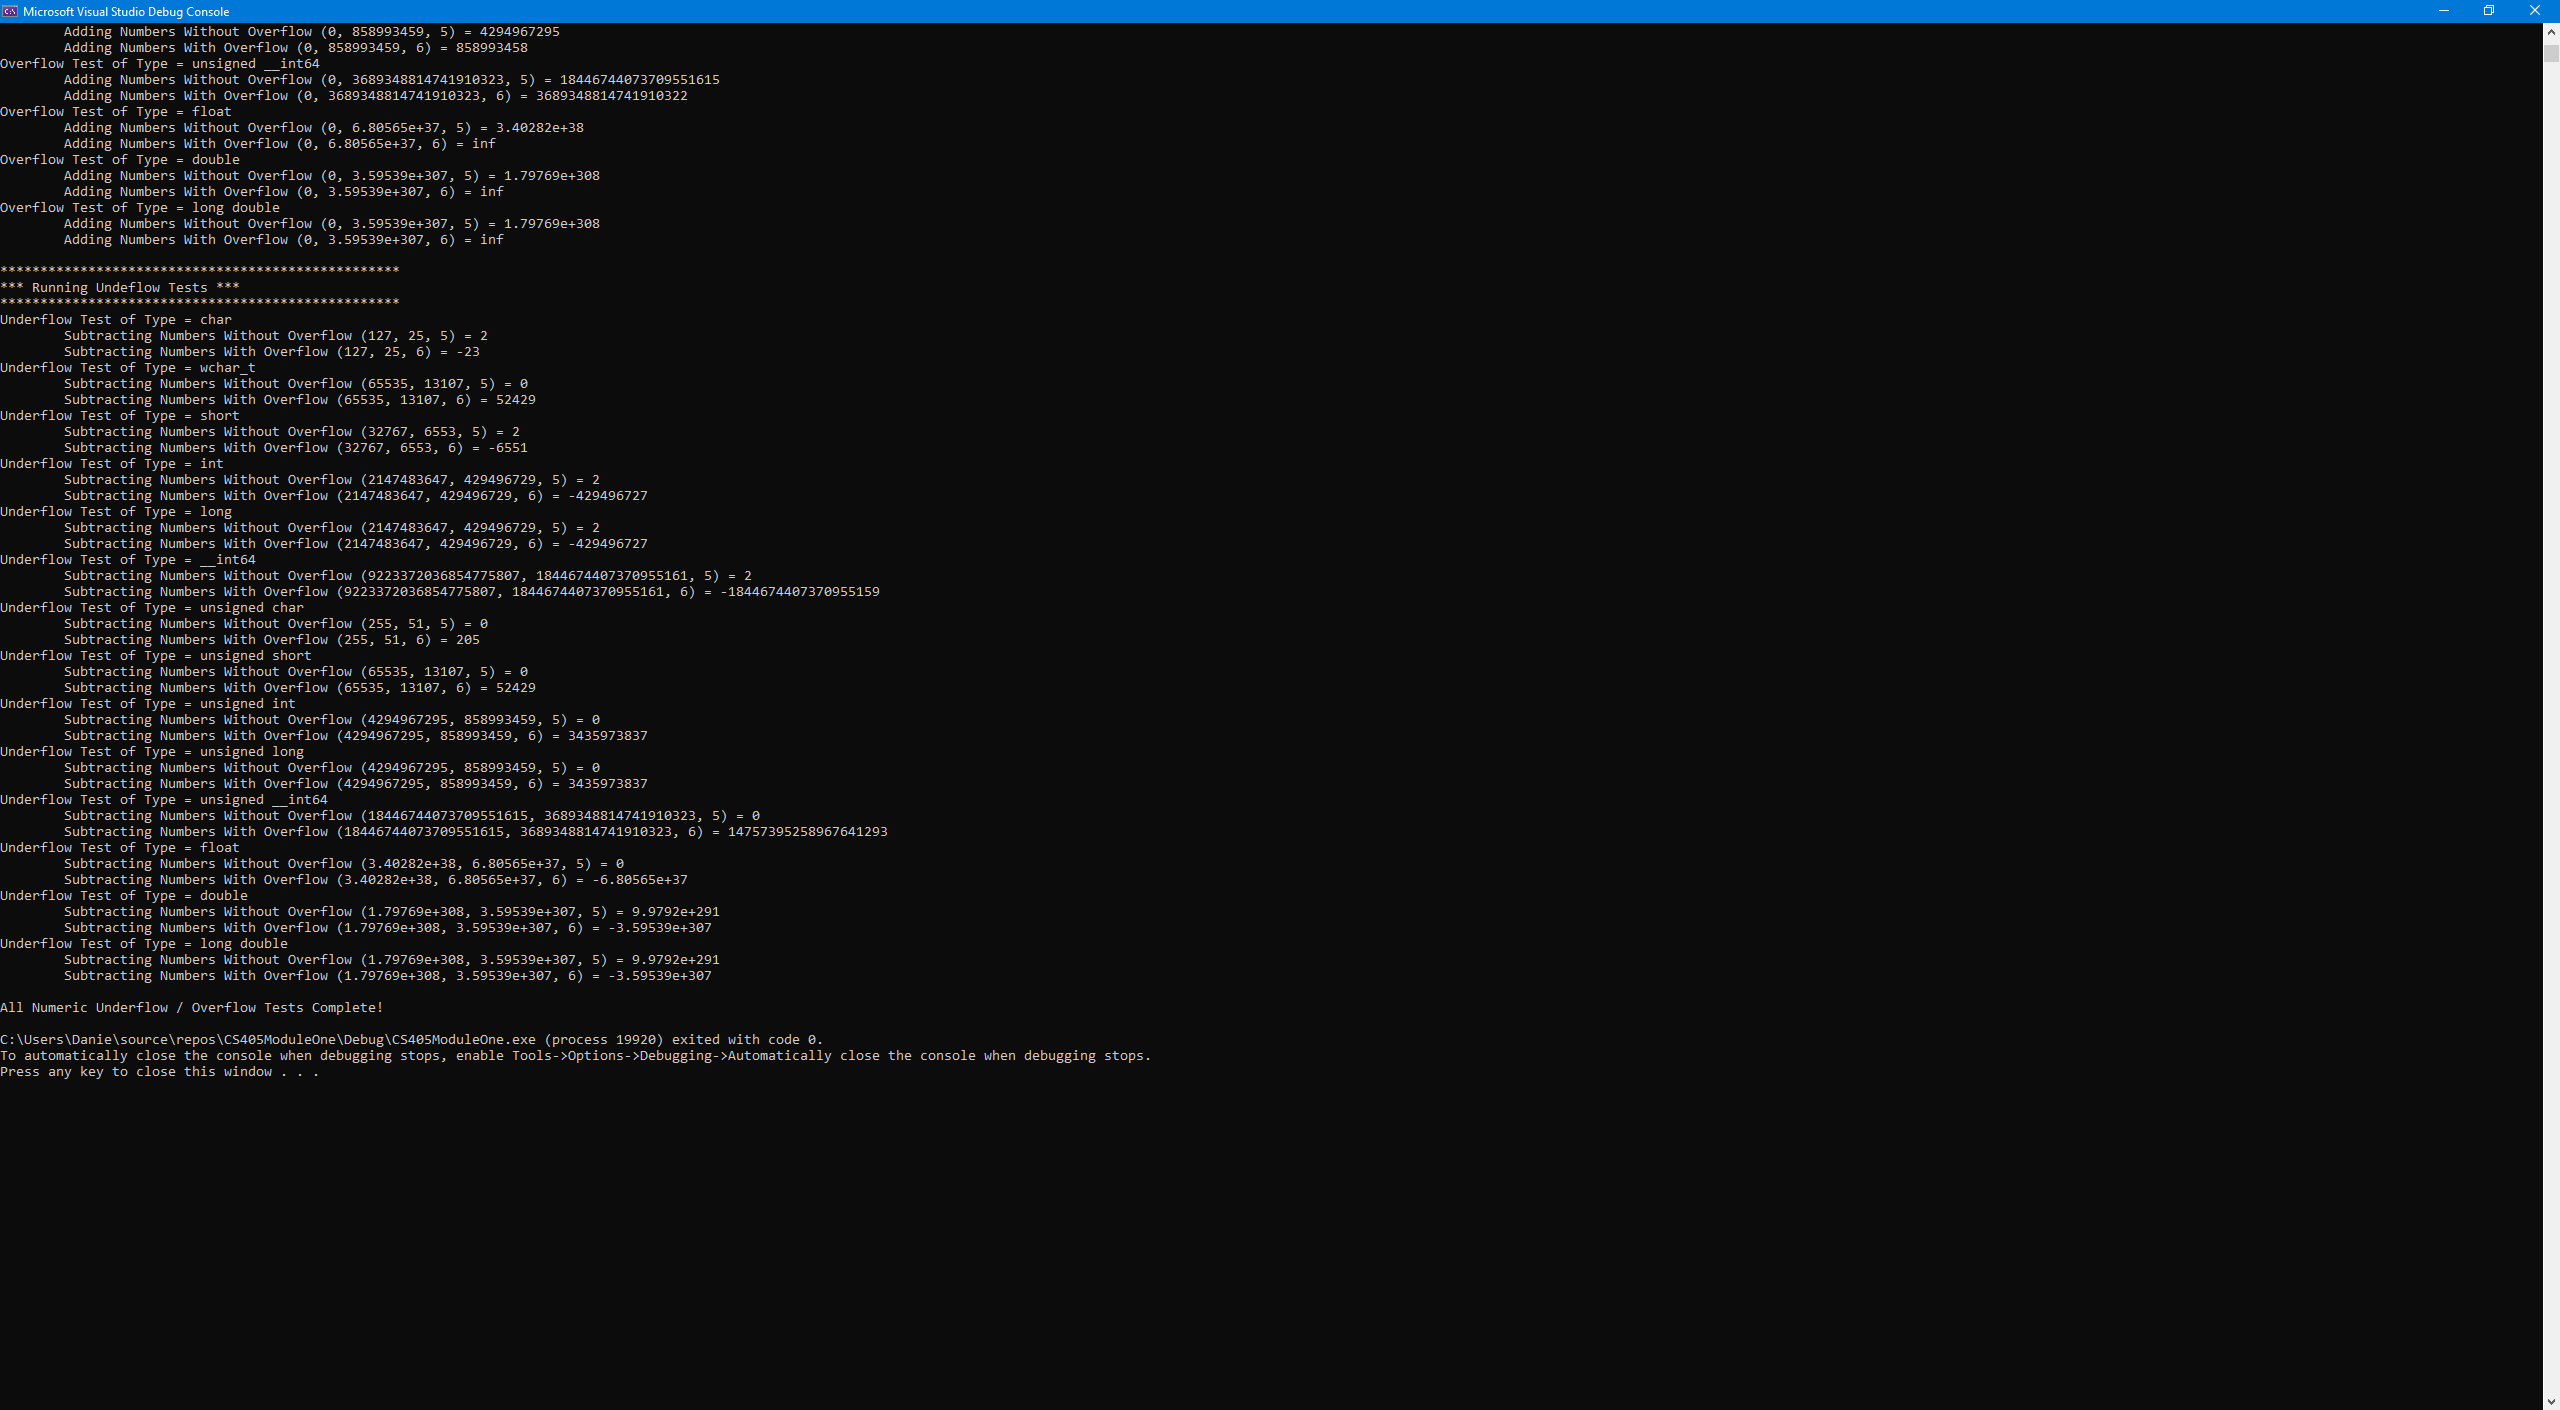 Microsoft Visual Studio Debug Console
Adding Numbers Without Overflow (0, 858993459, 5) = 4294967295
Adding Numbers With Overflow (0, 858993459, 6) = 858993458
Overflow Test of Type = unsigned __int64
Adding Numbers Without Overflow (0, 3689348814741910323, 5) = 18446744073709551615
Adding Numbers With Overflow (0, 3689348814741910323, 6) = 3689348814741910322
Overflow Test of Type = float
Adding Numbers Without Overflow (0, 6.80565e+37, 5) = 3.40282e+38
Adding Numbers With Overflow (0, 6.80565e+37, 6) = inf
Overflow Test of Type = double
Adding Numbers Without Overflow (0, 3.59539e+307, 5) = 1.79769e+308
Adding Numbers With Overflow (0, 3.59539e+307, 6) = inf
Overflow Test of Type = long double
Adding Numbers Without Overflow (0, 3.59539e+307, 5) = 1.79769e+308
Adding Numbers With Overflow (0, 3.59539e+307, 6) = inf
**************************************************
*** Running Undeflow Tests ***
**************************************************
Underflow Test of Type = char
Subtracting Numbers Without Overflow (127, 25, 5) = 2
Subtracting Numbers With Overflow (127, 25, 6) = -23
Underflow Test of Type = wchar_t
Subtracting Numbers Without Overflow (65535, 13107, 5) = 0
Subtracting Numbers With Overflow (65535, 13107, 6) = 52429
Underflow Test of Type = short
Subtracting Numbers Without Overflow (32767, 6553, 5) = 2
Subtracting Numbers With Overflow (32767, 6553, 6) = -6551
Underflow Test of Type = int
Subtracting Numbers Without Overflow (2147483647, 429496729, 5) = 2
Subtracting Numbers With Overflow (2147483647, 429496729, 6) = -429496727
Underflow Test of Type = long
Subtracting Numbers Without Overflow (2147483647, 429496729, 5) = 2
Subtracting Numbers With Overflow (2147483647, 429496729, 6) = -429496727
Underflow Test of Type = __int64
Subtracting Numbers Without Overflow (9223372036854775807, 1844674407370955161, 5) = 2
Subtracting Numbers With Overflow (9223372036854775807, 1844674407370955161, 6) = -1844674407370955159
Underflow Test of Type = unsigned char
Subtracting Numbers Without Overflow (255, 51, 5) = 0
Subtracting Numbers With Overflow (255, 51, 6) = 205
Underflow Test of Type = unsigned short
Subtracting Numbers Without Overflow (65535, 13107, 5) = 0
Subtracting Numbers With Overflow (65535, 13107, 6) = 52429
Underflow Test of Type = unsigned int
Subtracting Numbers Without Overflow (4294967295, 858993459, 5) = 0
Subtracting Numbers With Overflow (4294967295, 858993459, 6) = 3435973837
Underflow Test of Type = unsigned long
Subtracting Numbers Without Overflow (4294967295, 858993459, 5) = 0
Subtracting Numbers With Overflow (4294967295, 858993459, 6) = 3435973837
Underflow Test of Type = unsigned __int64
Subtracting Numbers Without Overflow (18446744073709551615, 3689348814741910323, 5) = 0
Subtracting Numbers With Overflow (18446744073709551615, 3689348814741910323, 6) = 14757395258967641293
Underflow Test of Type = float
Subtracting Numbers Without Overflow (3.40282e+38, 6.80565e+37, 5) = 0
Subtracting Numbers With Overflow (3.40282e+38, 6.80565e+37, 6) = -6.80565e+37
Underflow Test of Type = double
Subtracting Numbers Without Overflow (1.79769e+308, 3.59539e+307, 5) = 9.9792e+291
Subtracting Numbers With Overflow (1.79769e+308, 3.59539e+307, 6) = -3.59539e+307
Underflow Test of Type = long double
Subtracting Numbers Without Overflow (1.79769e+308, 3.59539e+307, 5) = 9.9792e+291
Subtracting Numbers With Overflow (1.79769e+308, 3.59539e+307, 6) = -3.59539e+307
All Numeric Underflow / Overflow Tests Complete!
C:\Users\Danie\source\repos\CS405ModuleOne\Debug\CS405ModuleOne.exe (process 19920) exited with code 0.
To automatically close the console when debugging stops, enable Tools->Options->Debugging->Automatically close the console when debugging stops.
Press any key to close this window . . .